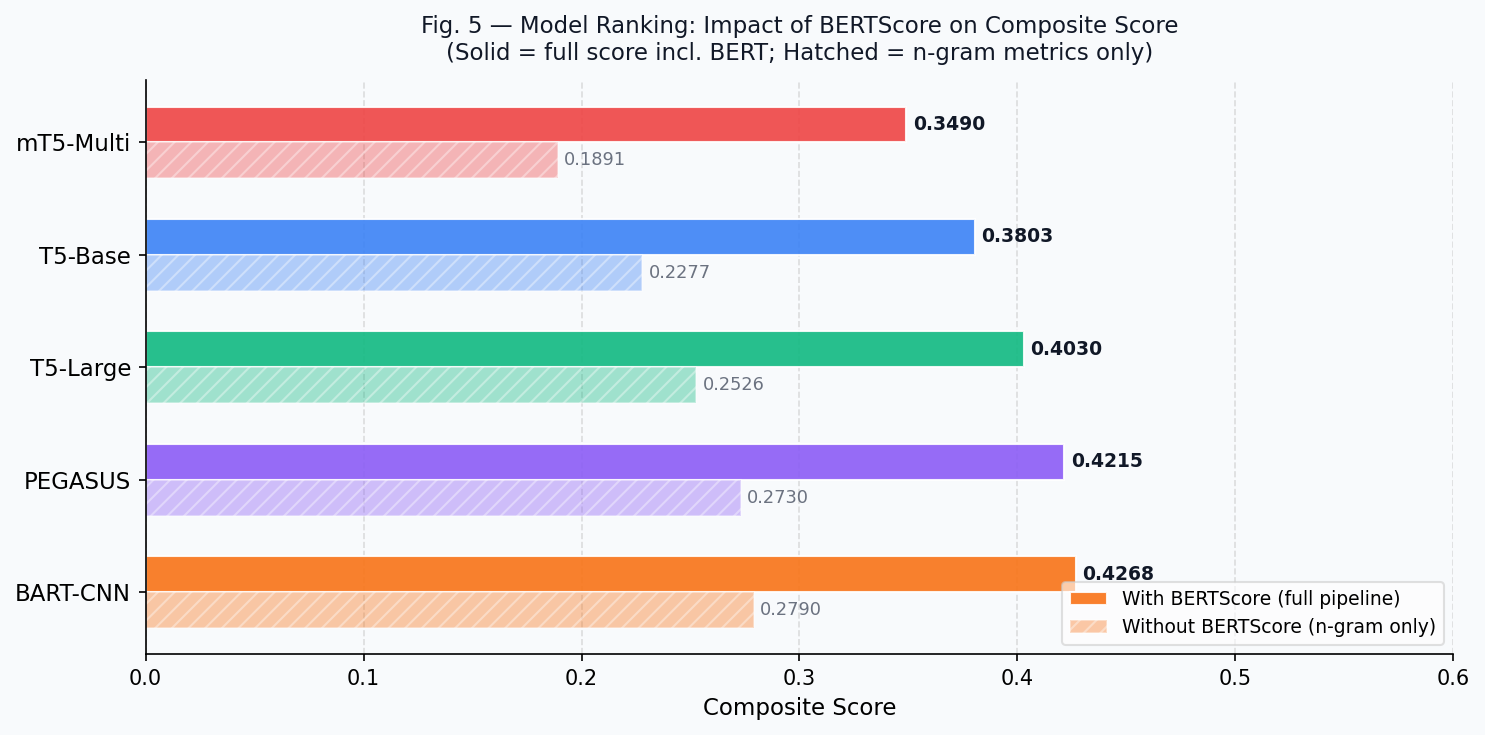 Fig. 5 — Model Ranking: Impact of BERTScore on Composite Score
(Solid = full score incl. BERT; Hatched = n-gram metrics only)
mT5-Multi
0.3490
0.1891
T5-Base
0.3803
0.2277
T5-Large
0.4030
0.2526
PEGASUS
0.4215
0.2730
BART-CNN
0.4268
0.2790
With BERTScore (full pipeline)
Without BERTScore (n-gram only)
0.0 0.1 0.2 0.3 0.4 0.5 0.6
Composite Score